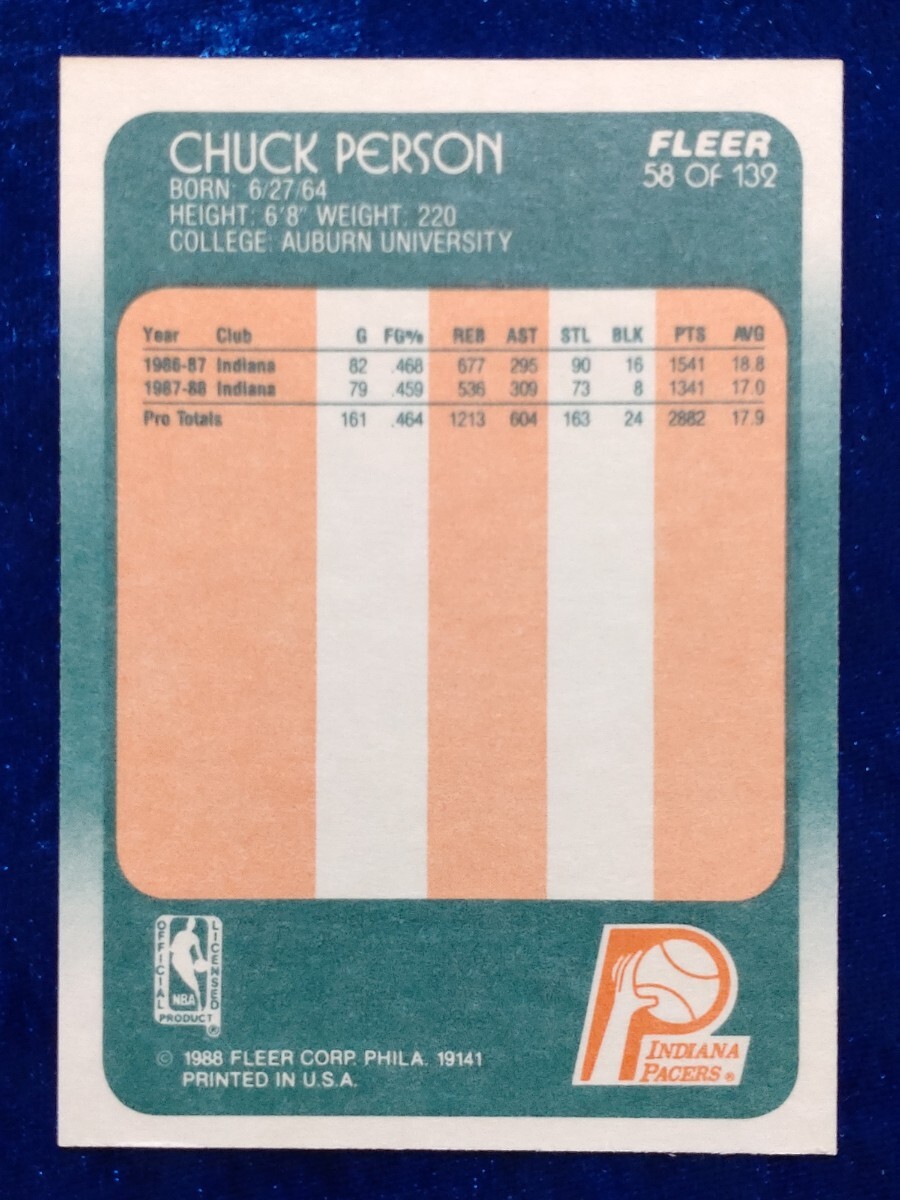 CHUCK PERSON
FLEER
58 OF 132
BORN: 6/27/64
HEIGHT: 6'8" WEIGHT: 220
COLLEGE: AUBURN UNIVERSITY
Year Club G FG% REB AST STL BLK PTS AVG
1986-87 Indiana 82 .468 677 295 90 16 1541 18.8
1987-88 Indiana 79 .459 536 309 73 8 1341 17.0
Pro Totals 161 .464 1213 604 163 24 2882 17.9
OFFICIAL
LICENSED
NBA
PRODUCT
®
© 1988 FLEER CORP. PHILA. 19141
PRINTED IN U.S.A.
INDIANA
PACERS®